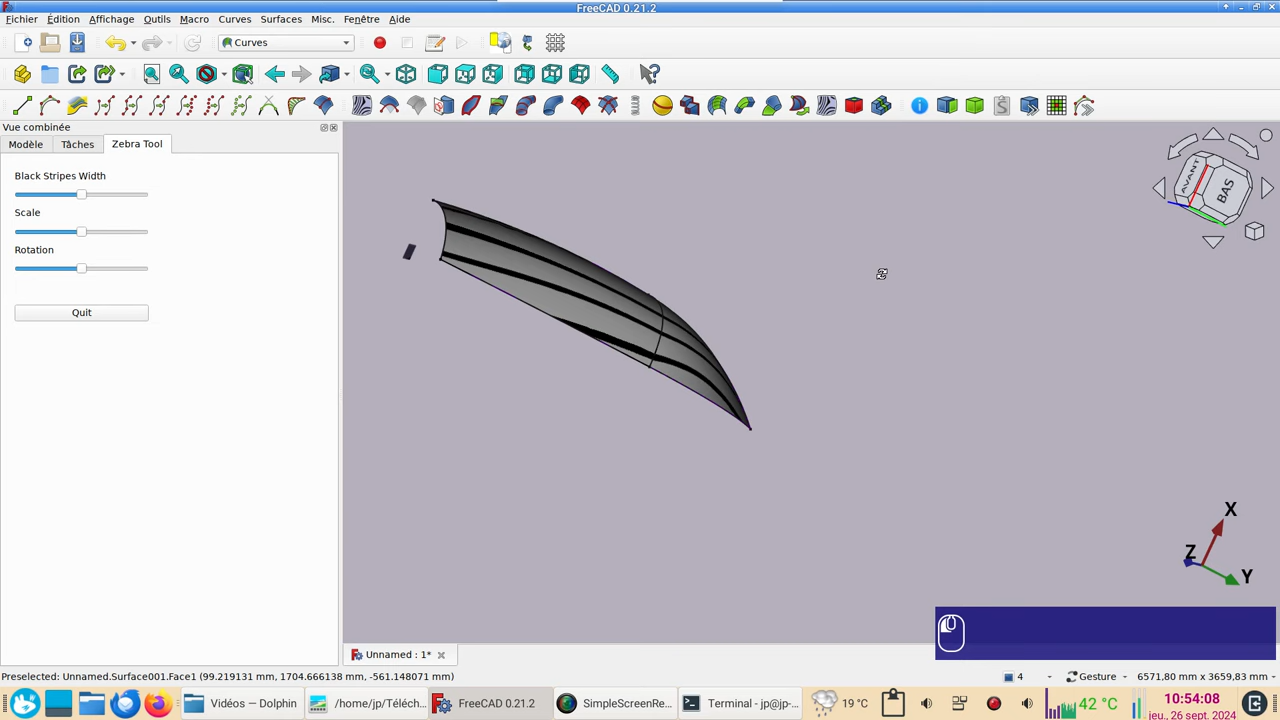 FreeCAD 0.21.2
Fichier Édition Affichage Outils Macro Curves Surfaces Misc. Fenêtre Aide
Curves
Vue combinée
Modèle Tâches Zebra Tool
Black Stripes Width
Scale
Rotation
Quit
AVANT
BAS
X
Z
Y
Unnamed : 1*
Preselected: Unnamed.Surface001.Face1 (99.219131 mm, 1704.666138 mm, -561.148071 mm)
4 Gesture 6571,80 mm x 3659,83 mm
Vidéos — Dolphin
/home/jp/Téléch...
FreeCAD 0.21.2
SimpleScreenRe...
Terminal - jp@jp-...
19 °C
42 °C
10:54:08
jeu., 26 sept. 2024